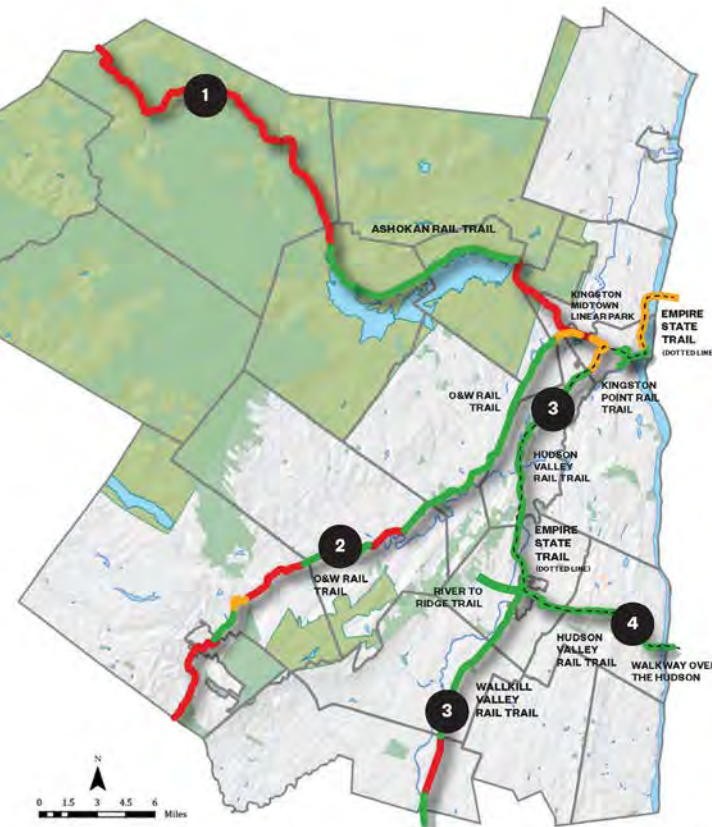 1
ASHOKAN RAIL TRAIL
KINGSTON
MIDTOWN
LINEAR PARK
EMPIRE
STATE
TRAIL
(DOTTED LINE
KINGSTON
POINT RAIL
TRAIL
O&W RAIL
TRAIL
3
HUDSON
VALLEY
RAIL TRAIL
EMPIRE
STATE
TRAIL
(DOTTED LINE)
2
O&W RAIL
TRAIL
RIVER TO
RIDGE TRAIL
4
HUDSON
VALLEY
RAIL TRAIL
WALKWAY OVER
THE HUDSON
WALLKILL
VALLEY
RAIL TRAIL
3
N
0 1.5 3 4.5 6
Miles